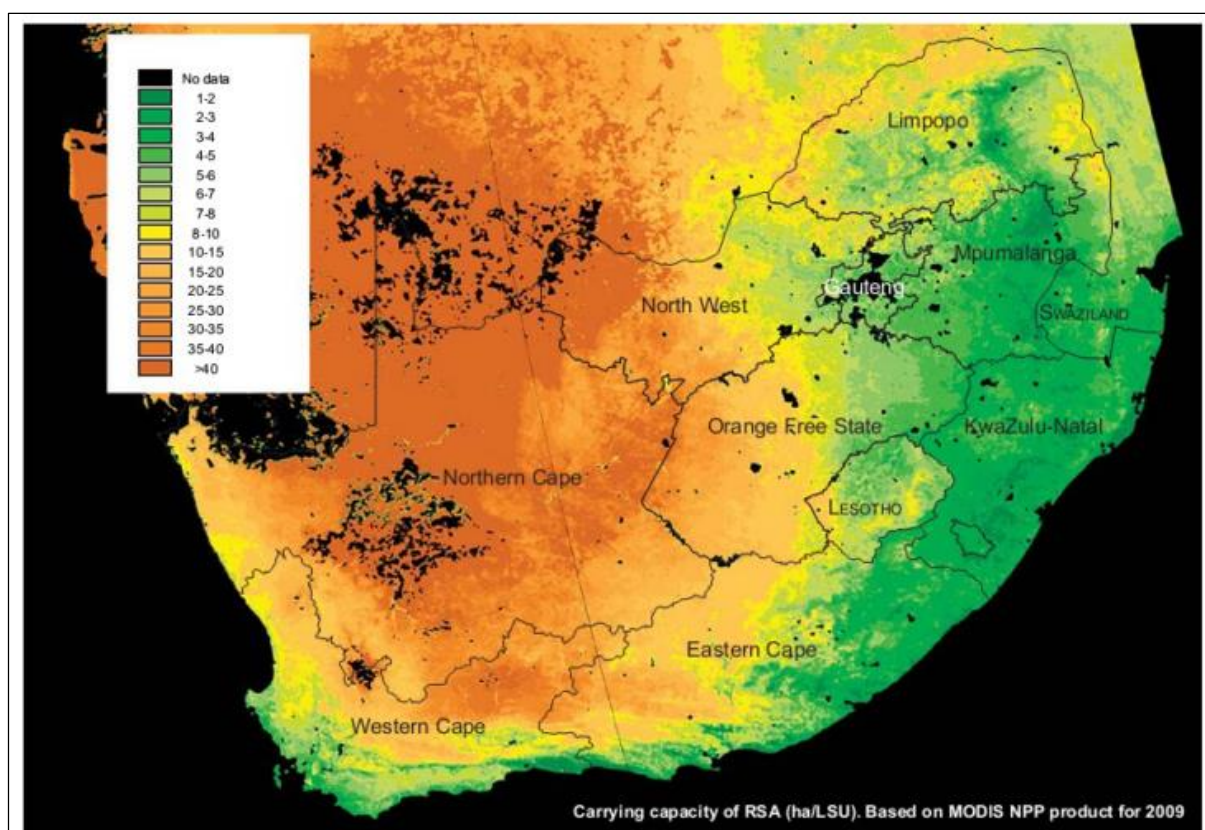 No data
1-2
2-3
3-4
4-5
5-6
6-7
7-8
8-10
10-15
15-20
20-25
25-30
30-35
35-40
>40
Limpopo
Mpumalanga
Gauteng
North West
SWAZILAND
Orange Free State
KwaZulu-Natal
Northern Cape
LESOTHO
Eastern Cape
Western Cape
Carrying capacity of RSA (ha/LSU). Based on MODIS NPP product for 2009